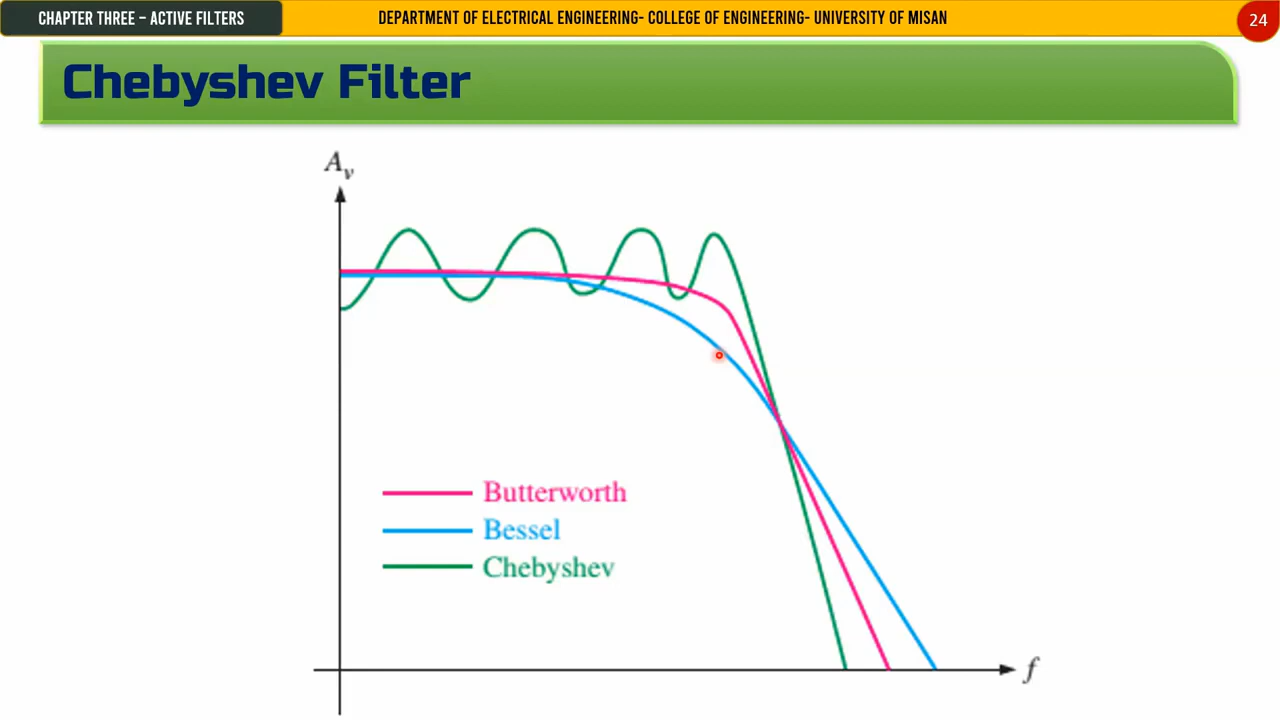 CHAPTER THREE – ACTIVE FILTERS
DEPARTMENT OF ELECTRICAL ENGINEERING- COLLEGE OF ENGINEERING- UNIVERSITY OF MISAN
24
Chebyshev Filter
Av
Butterworth
Bessel
Chebyshev
f